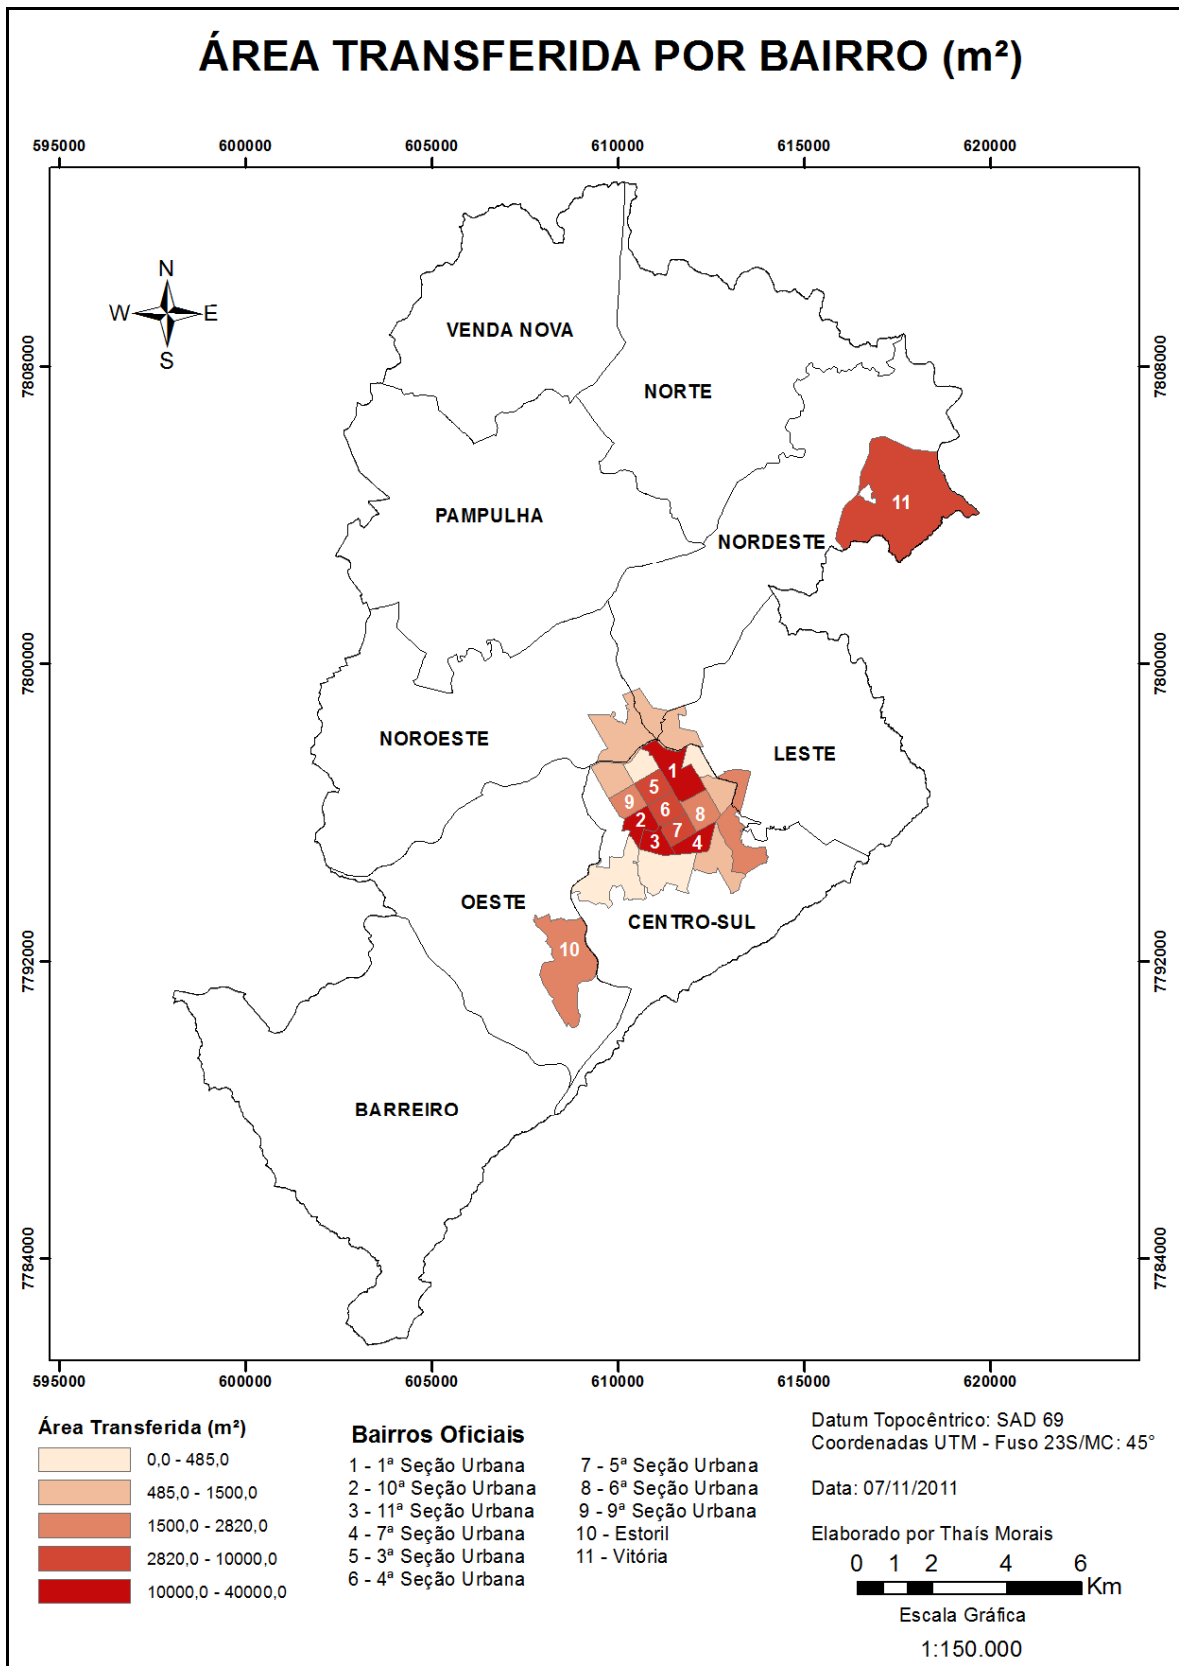 ÁREA TRANSFERIDA POR BAIRRO (m²)
595000 600000 605000 610000 615000 620000
N
W E
S
VENDA NOVA
7808000 7808000
NORTE
11
PAMPULHA
NORDESTE
7800000 7800000
NOROESTE
LESTE
1
5
9 6 8
2
7
3 4
OESTE
CENTRO-SUL
10
7792000 7792000
BARREIRO
7784000 7784000
595000 600000 605000 610000 615000 620000
Área Transferida (m²)
0,0 - 485,0
485,0 - 1500,0
1500,0 - 2820,0
2820,0 - 10000,0
10000,0 - 40000,0
Bairros Oficiais
1 - 1ª Seção Urbana
2 - 10ª Seção Urbana
3 - 11ª Seção Urbana
4 - 7ª Seção Urbana
5 - 3ª Seção Urbana
6 - 4ª Seção Urbana
7 - 5ª Seção Urbana
8 - 6ª Seção Urbana
9 - 9ª Seção Urbana
10 - Estoril
11 - Vitória
Datum Topocêntrico: SAD 69
Coordenadas UTM - Fuso 23S/MC: 45°
Data: 07/11/2011
Elaborado por Thaís Morais
0 1 2 4 6
Km
Escala Gráfica
1:150.000